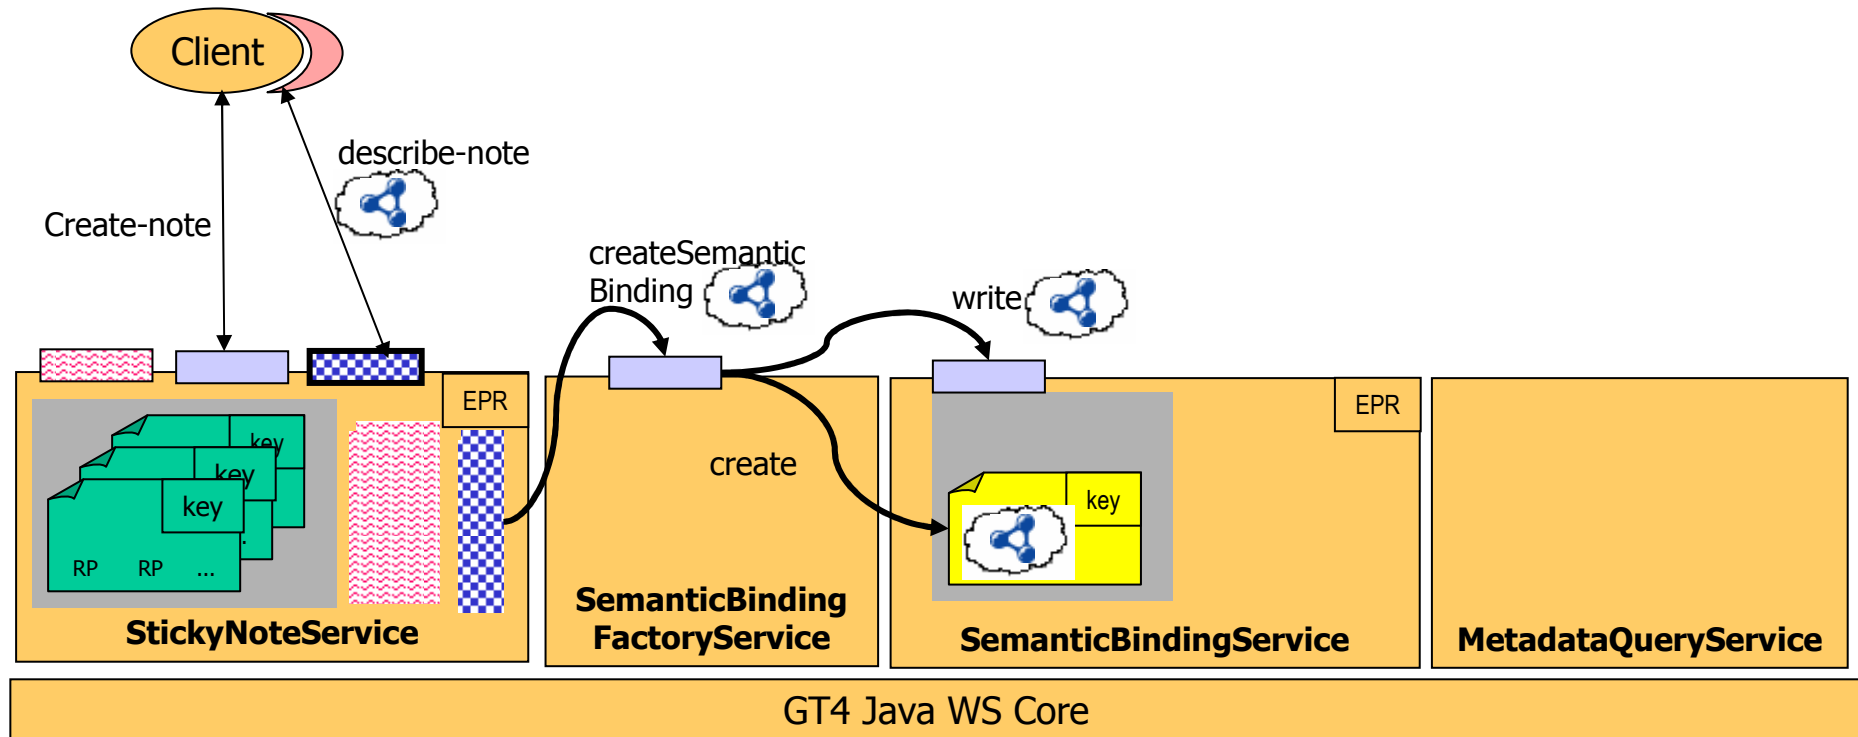 Client
describe-note
Create-note
createSemantic
Binding
write
EPR
EPR
key
key
key
RP RP ...
.
create
key
StickyNoteService
SemanticBinding
FactoryService
SemanticBindingService
MetadataQueryService
GT4 Java WS Core